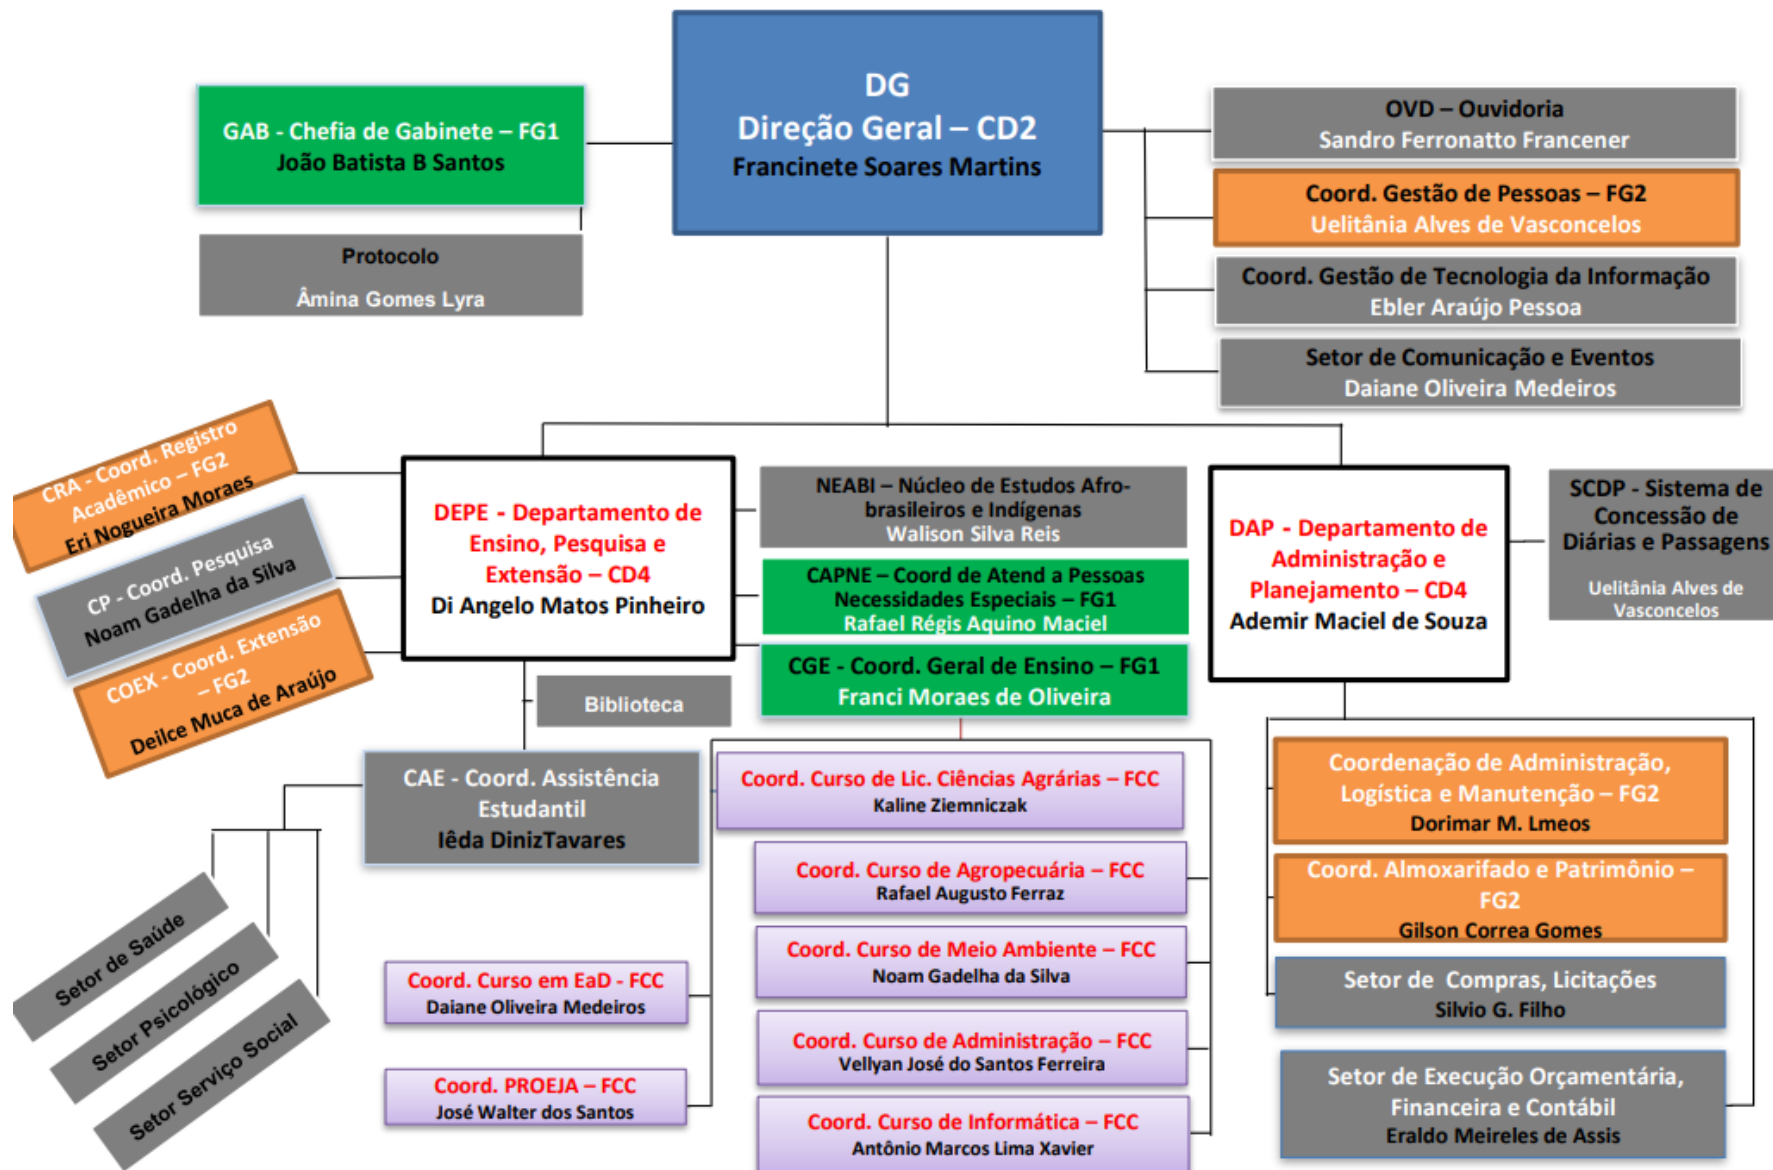 DG
Direção Geral – CD2
Francinete Soares Martins
GAB - Chefia de Gabinete – FG1
João Batista B Santos
Protocolo
Âmina Gomes Lyra
OVD – Ouvidoria
Sandro Ferronatto Francener
Coord. Gestão de Pessoas – FG2
Uelitânia Alves de Vasconcelos
Coord. Gestão de Tecnologia da Informação
Ebler Araújo Pessoa
Setor de Comunicação e Eventos
Daiane Oliveira Medeiros
CRA - Coord. Registro
Acadêmico – FG2
Eri Nogueira Moraes
CP - Coord. Pesquisa
Noam Gadelha da Silva
COEX - Coord. Extensão
– FG2
Deilce Muca de Araújo
DEPE - Departamento de
Ensino, Pesquisa e
Extensão – CD4
Di Angelo Matos Pinheiro
NEABI – Núcleo de Estudos Afro-
brasileiros e Indígenas
Walison Silva Reis
CAPNE – Coord de Atend a Pessoas
Necessidades Especiais – FG1
Rafael Régis Aquino Maciel
CGE - Coord. Geral de Ensino – FG1
Franci Moraes de Oliveira
DAP - Departamento de
Administração e
Planejamento – CD4
Ademir Maciel de Souza
SCDP - Sistema de
Concessão de
Diárias e Passagens
Uelitânia Alves de
Vasconcelos
Biblioteca
CAE - Coord. Assistência
Estudantil
Iêda DinizTavares
Setor de Saúde
Setor Psicológico
Setor Serviço Social
Coord. Curso de Lic. Ciências Agrárias – FCC
Kaline Ziemniczak
Coord. Curso de Agropecuária – FCC
Rafael Augusto Ferraz
Coord. Curso de Meio Ambiente – FCC
Noam Gadelha da Silva
Coord. Curso de Administração – FCC
Vellyan José do Santos Ferreira
Coord. Curso de Informática – FCC
Antônio Marcos Lima Xavier
Coord. Curso em EaD - FCC
Daiane Oliveira Medeiros
Coord. PROEJA – FCC
José Walter dos Santos
Coordenação de Administração,
Logística e Manutenção – FG2
Dorimar M. Lmeos
Coord. Almoxarifado e Patrimônio –
FG2
Gilson Correa Gomes
Setor de Compras, Licitações
Silvio G. Filho
Setor de Execução Orçamentária,
Financeira e Contábil
Eraldo Meireles de Assis